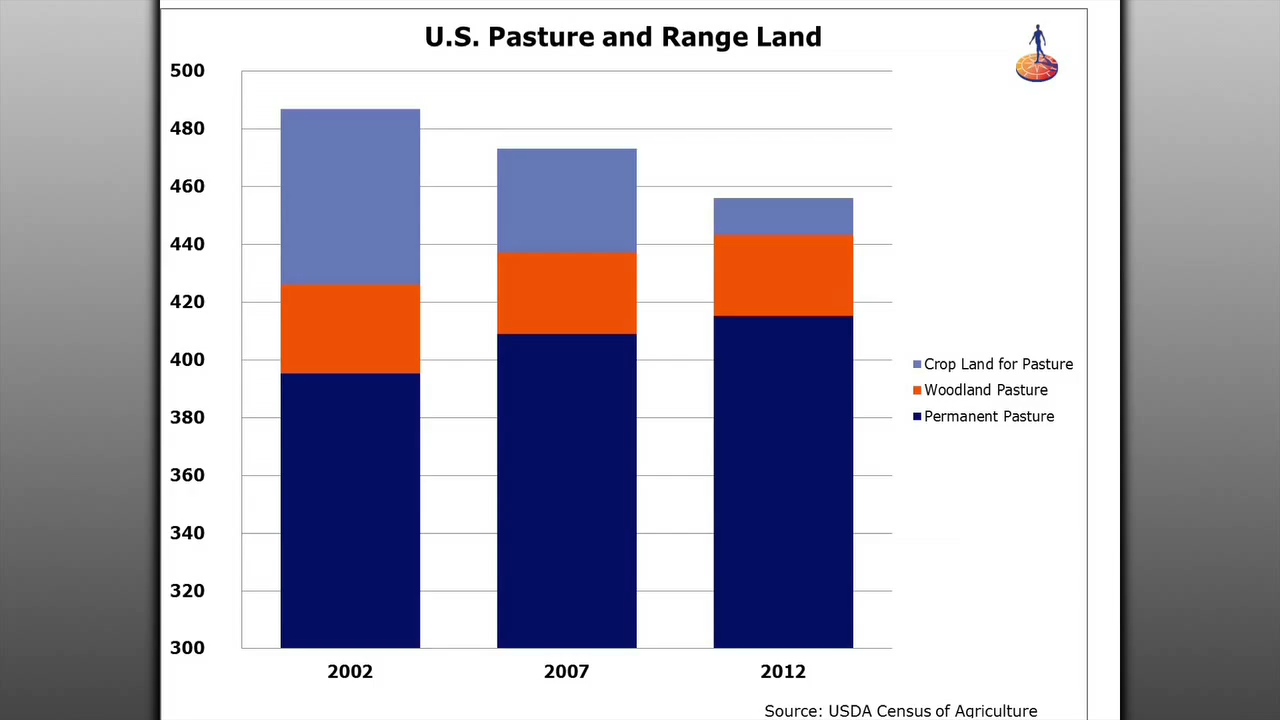 U.S. Pasture and Range Land
500
480
460
440
420
400
380
360
340
320
300
2002 2007 2012
Crop Land for Pasture
Woodland Pasture
Permanent Pasture
Source: USDA Census of Agriculture